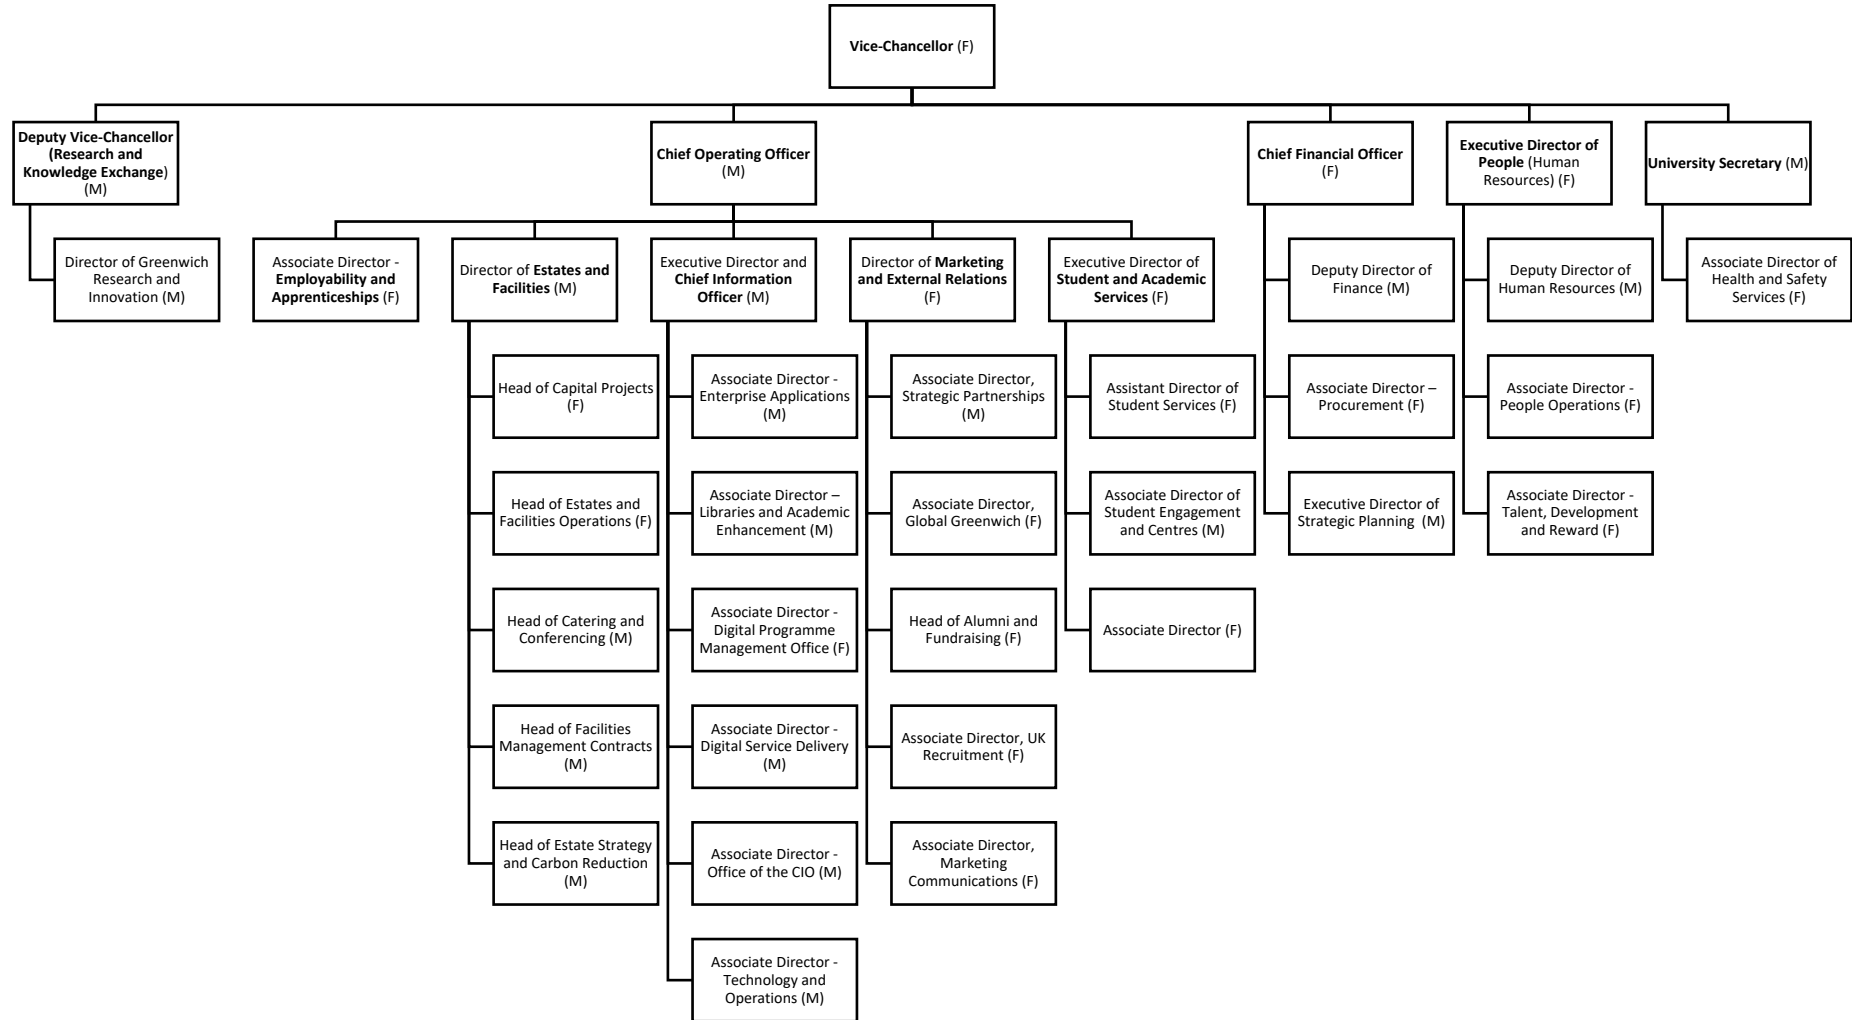 Vice-Chancellor (F)
Deputy Vice-Chancellor
(Research and
Knowledge Exchange)
(M)
Chief Operating Officer
(M)
Chief Financial Officer
(F)
Executive Director of
People (Human
Resources) (F)
University Secretary (M)
Director of Greenwich
Research and
Innovation (M)
Associate Director -
Employability and
Apprenticeships (F)
Director of Estates and
Facilities (M)
Executive Director and
Chief Information
Officer (M)
Director of Marketing
and External Relations
(F)
Executive Director of
Student and Academic
Services (F)
Deputy Director of
Finance (M)
Deputy Director of
Human Resources (M)
Associate Director of
Health and Safety
Services (F)
Head of Capital Projects
(F)
Associate Director -
Enterprise Applications
(M)
Associate Director,
Strategic Partnerships
(M)
Assistant Director of
Student Services (F)
Associate Director –
Procurement (F)
Associate Director -
People Operations (F)
Head of Estates and
Facilities Operations (F)
Associate Director –
Libraries and Academic
Enhancement (M)
Associate Director,
Global Greenwich (F)
Associate Director of
Student Engagement
and Centres (M)
Executive Director of
Strategic Planning  (M)
Associate Director -
Talent, Development
and Reward (F)
Head of Catering and
Conferencing (M)
Associate Director -
Digital Programme
Management Office (F)
Head of Alumni and
Fundraising (F)
Associate Director (F)
Head of Facilities
Management Contracts
(M)
Associate Director -
Digital Service Delivery
(M)
Associate Director, UK
Recruitment (F)
Head of Estate Strategy
and Carbon Reduction
(M)
Associate Director -
Office of the CIO (M)
Associate Director,
Marketing
Communications (F)
Associate Director -
Technology and
Operations (M)